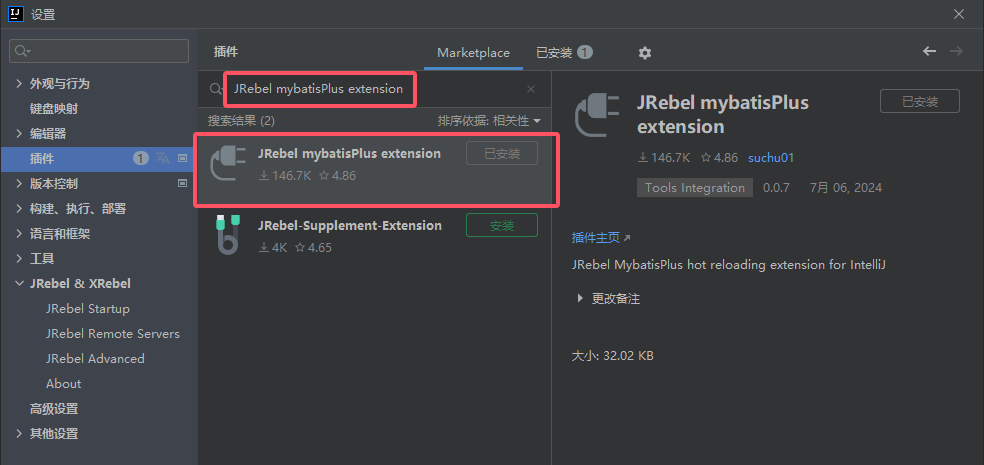 设置
外观与行为
键盘映射
编辑器
插件 1
版本控制
构建、执行、部署
语言和框架
工具
JRebel & XRebel
JRebel Startup
JRebel Remote Servers
JRebel Advanced
About
高级设置
其他设置
插件 Marketplace 已安装 1
JRebel mybatisPlus extension
搜索结果 (2) 排序依据: 相关性
JRebel mybatisPlus extension 已安装
146.7K 4.86
JRebel-Supplement-Extension 安装
4K 4.65
JRebel mybatisPlus
extension
已安装
146.7K 4.86 suchu01
Tools Integration 0.0.7 7月 06, 2024
插件主页
JRebel MybatisPlus hot reloading extension for IntelliJ
更改备注
大小: 32.02 KB